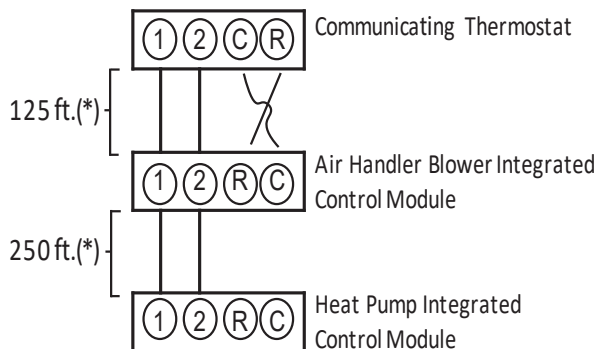 1 2 C R
Communicating Thermostat
125 ft.(*)
1 2 R C
Air Handler Blower Integrated
Control Module
250 ft.(*)
1 2 R C
Heat Pump Integrated
Control Module